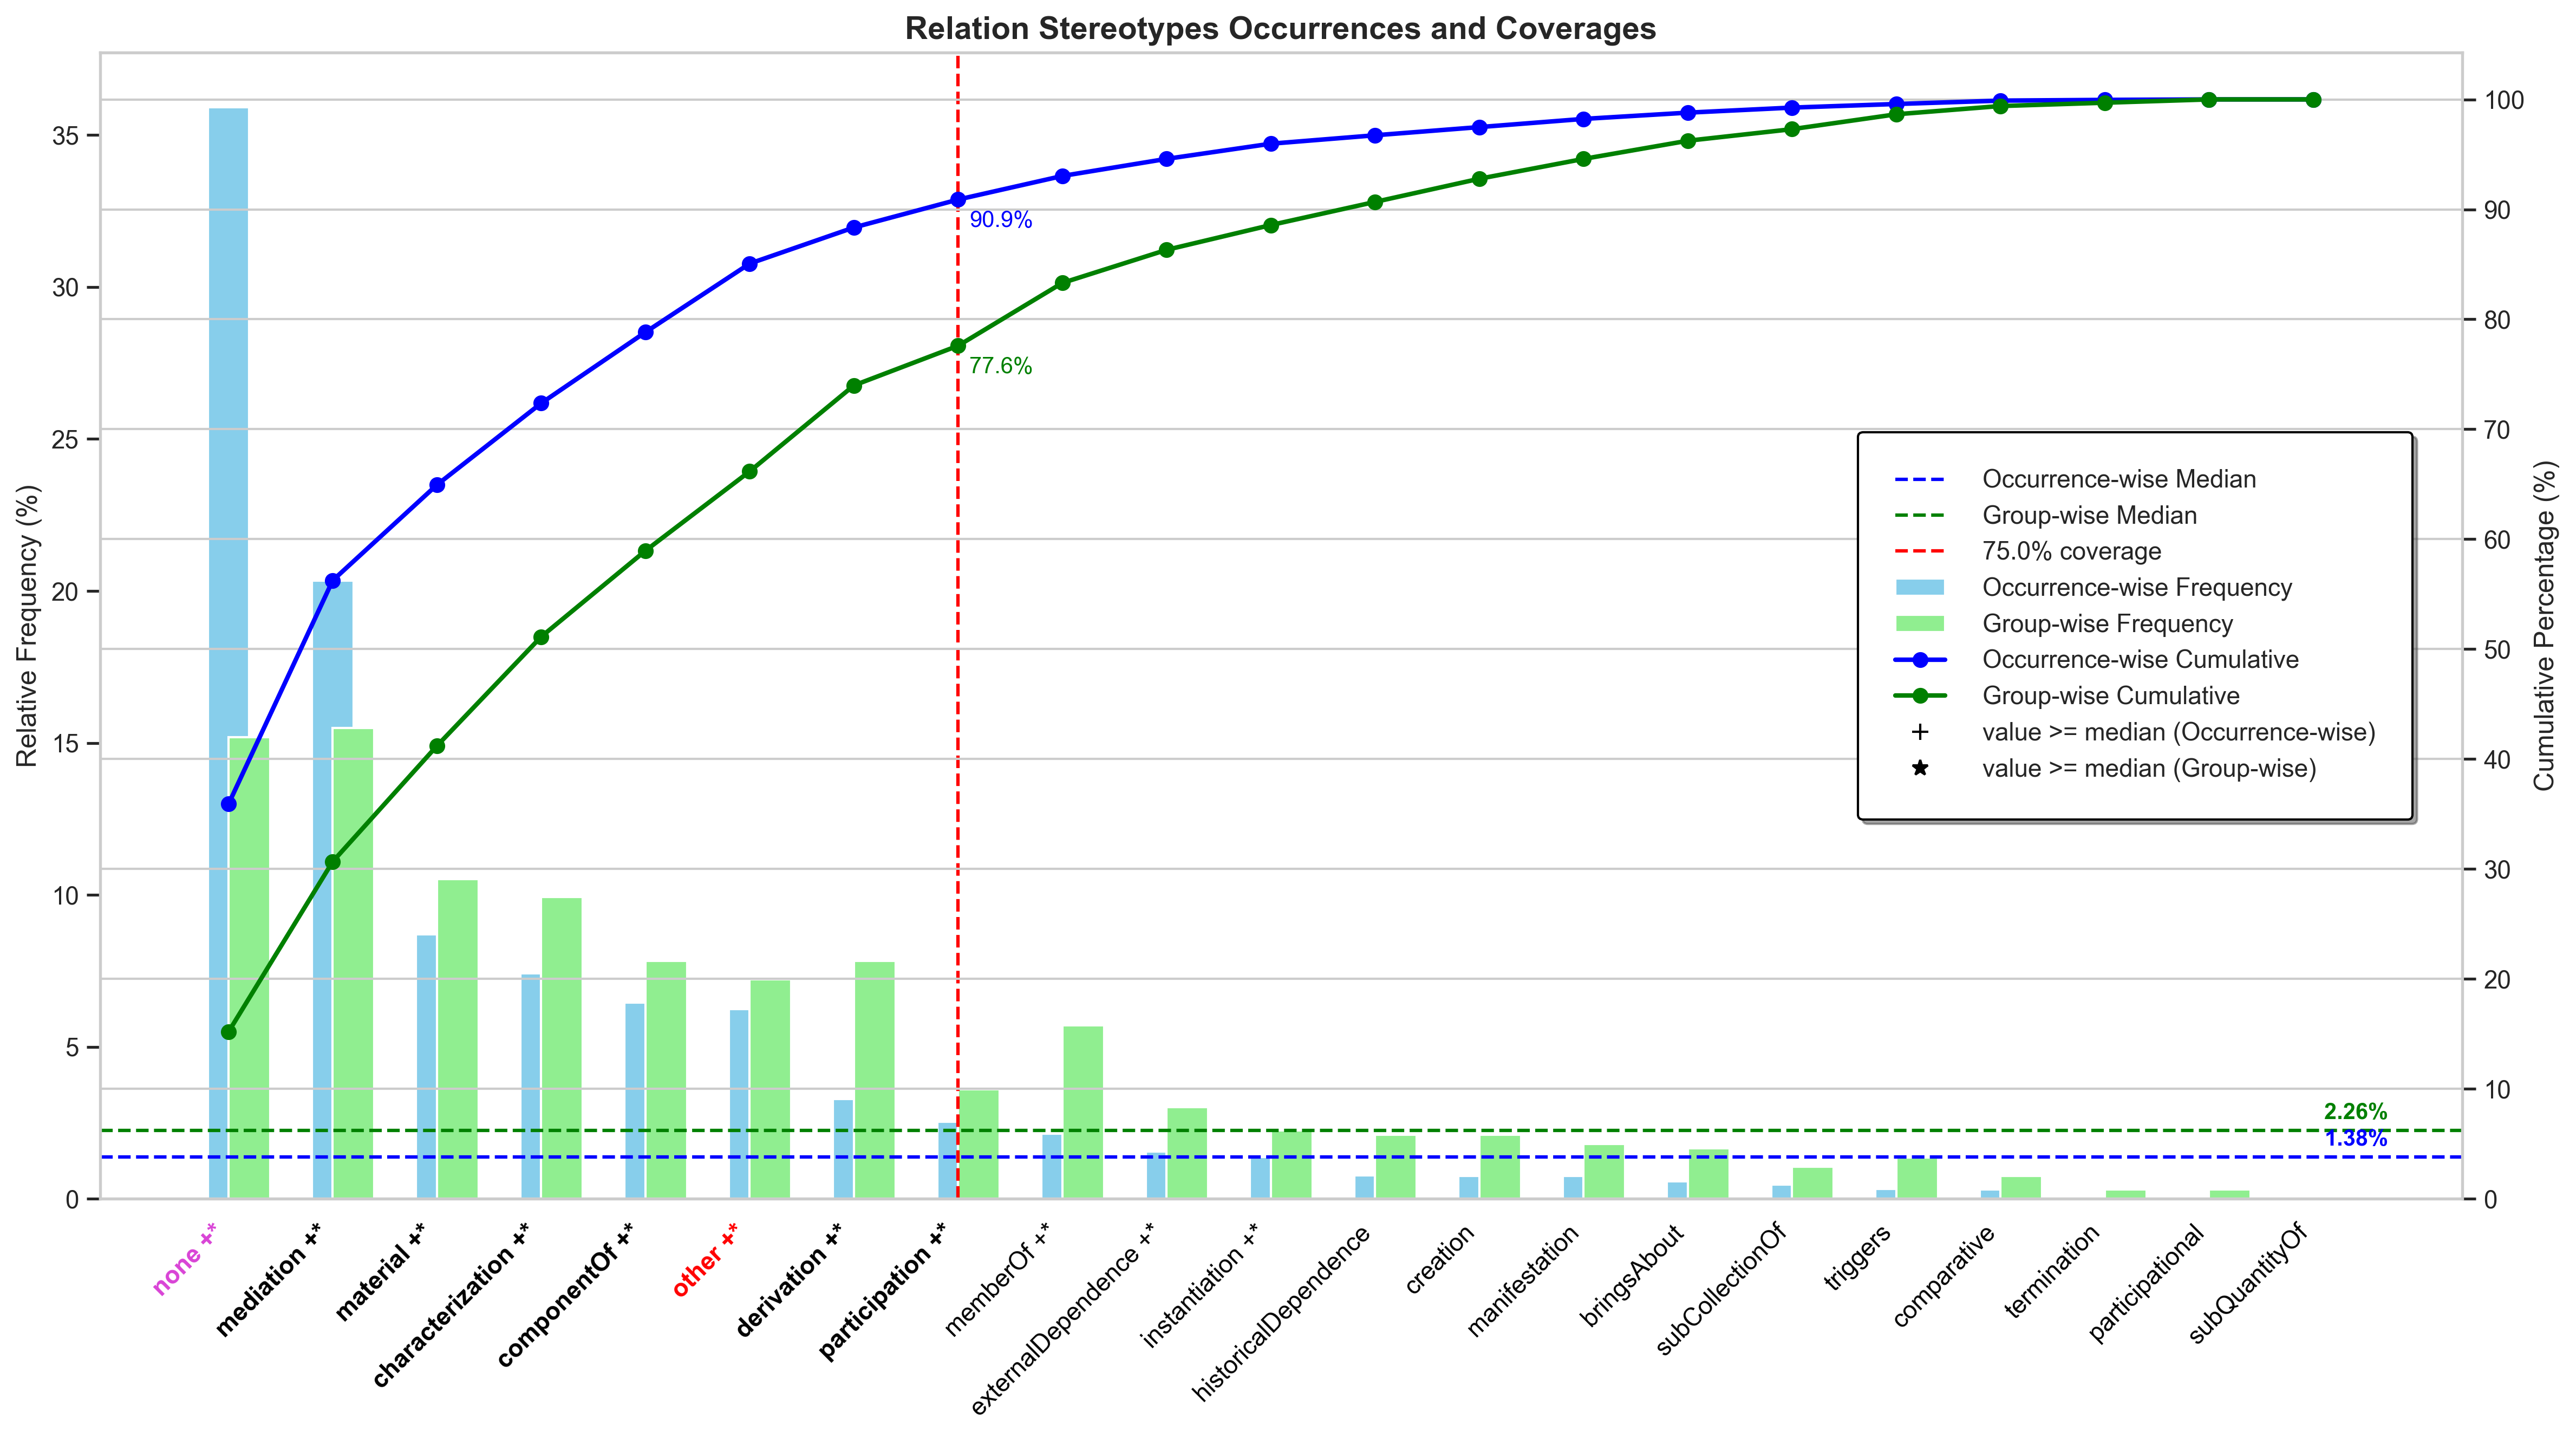 Relation Stereotypes Occurrences and Coverages
Relative Frequency (%)
35
30
25
20
15
10
5
0
100
90
80
70
60
50
40
30
20
10
0
Cumulative Percentage (%)
90.9%
77.6%
2.26%
1.38%
Occurrence-wise Median
Group-wise Median
75.0% coverage
Occurrence-wise Frequency
Group-wise Frequency
Occurrence-wise Cumulative
Group-wise Cumulative
value >= median (Occurrence-wise)
value >= median (Group-wise)
none +*
mediation +*
material +*
characterization +*
componentOf +*
other +*
derivation +*
participation +*
memberOf +*
externalDependence +*
instantiation +*
historicalDependence
creation
manifestation
bringsAbout
subCollectionOf
triggers
comparative
termination
participational
subQuantityOf